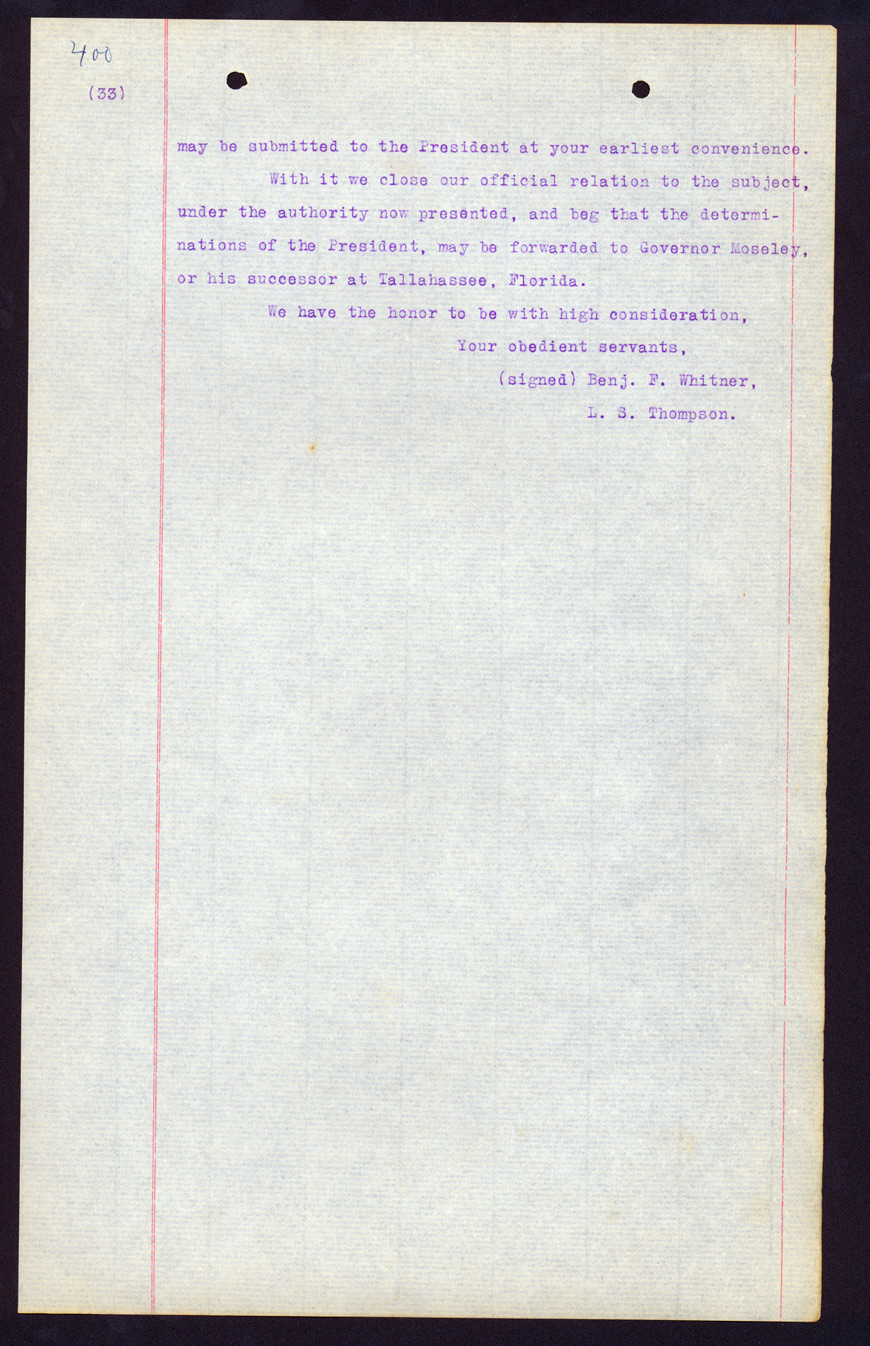 400
(33)
may be submitted to the President at your earliest convenience.
With it we close our official relation to the subject,
under the authority now presented, and beg that the determi-
nations of the President, may be forwarded to Governor Moseley,
or his successor at Tallahassee, Florida.
We have the honor to be with high consideration,
Your obedient servants,
(signed) Benj. F. Whitner,
L. S. Thompson.